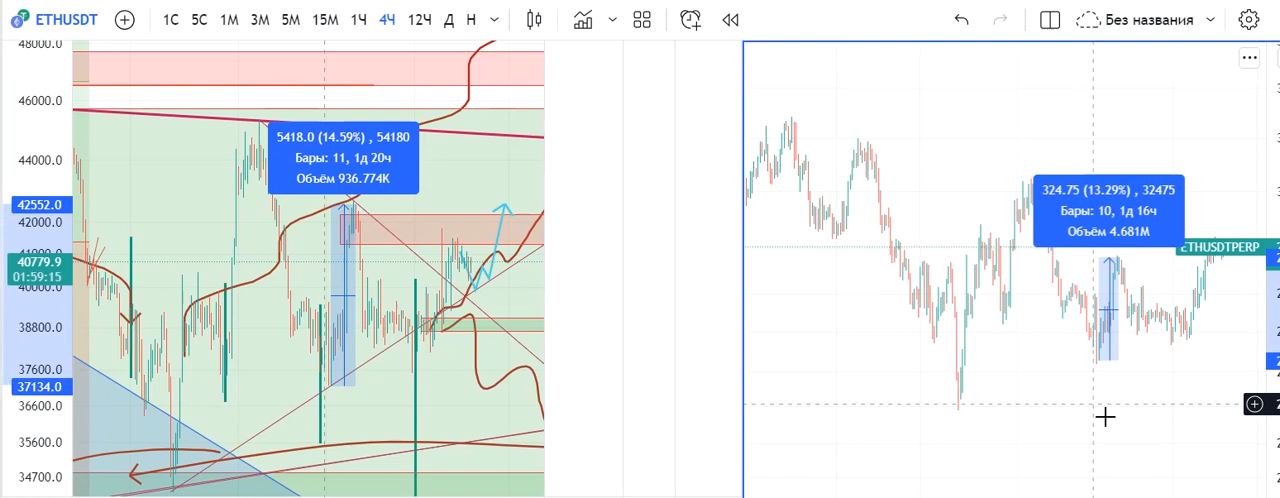 ETHUSDT 1С 5С 1М 3М 5М 15М 1Ч 4Ч 12Ч Д Н Без названия
48000.0
46000.0
44000.0
42552.0
42000.0
40779.9
01:59:15
40000.0
38800.0
37600.0
37134.0
36600.0
35600.0
34700.0
5418.0 (14.59%) , 54180
Бары: 11, 1д 20ч
Объём 936.774K
324.75 (13.29%) , 32475
Бары: 10, 1д 16ч
Объём 4.681M
ETHUSDTPERP